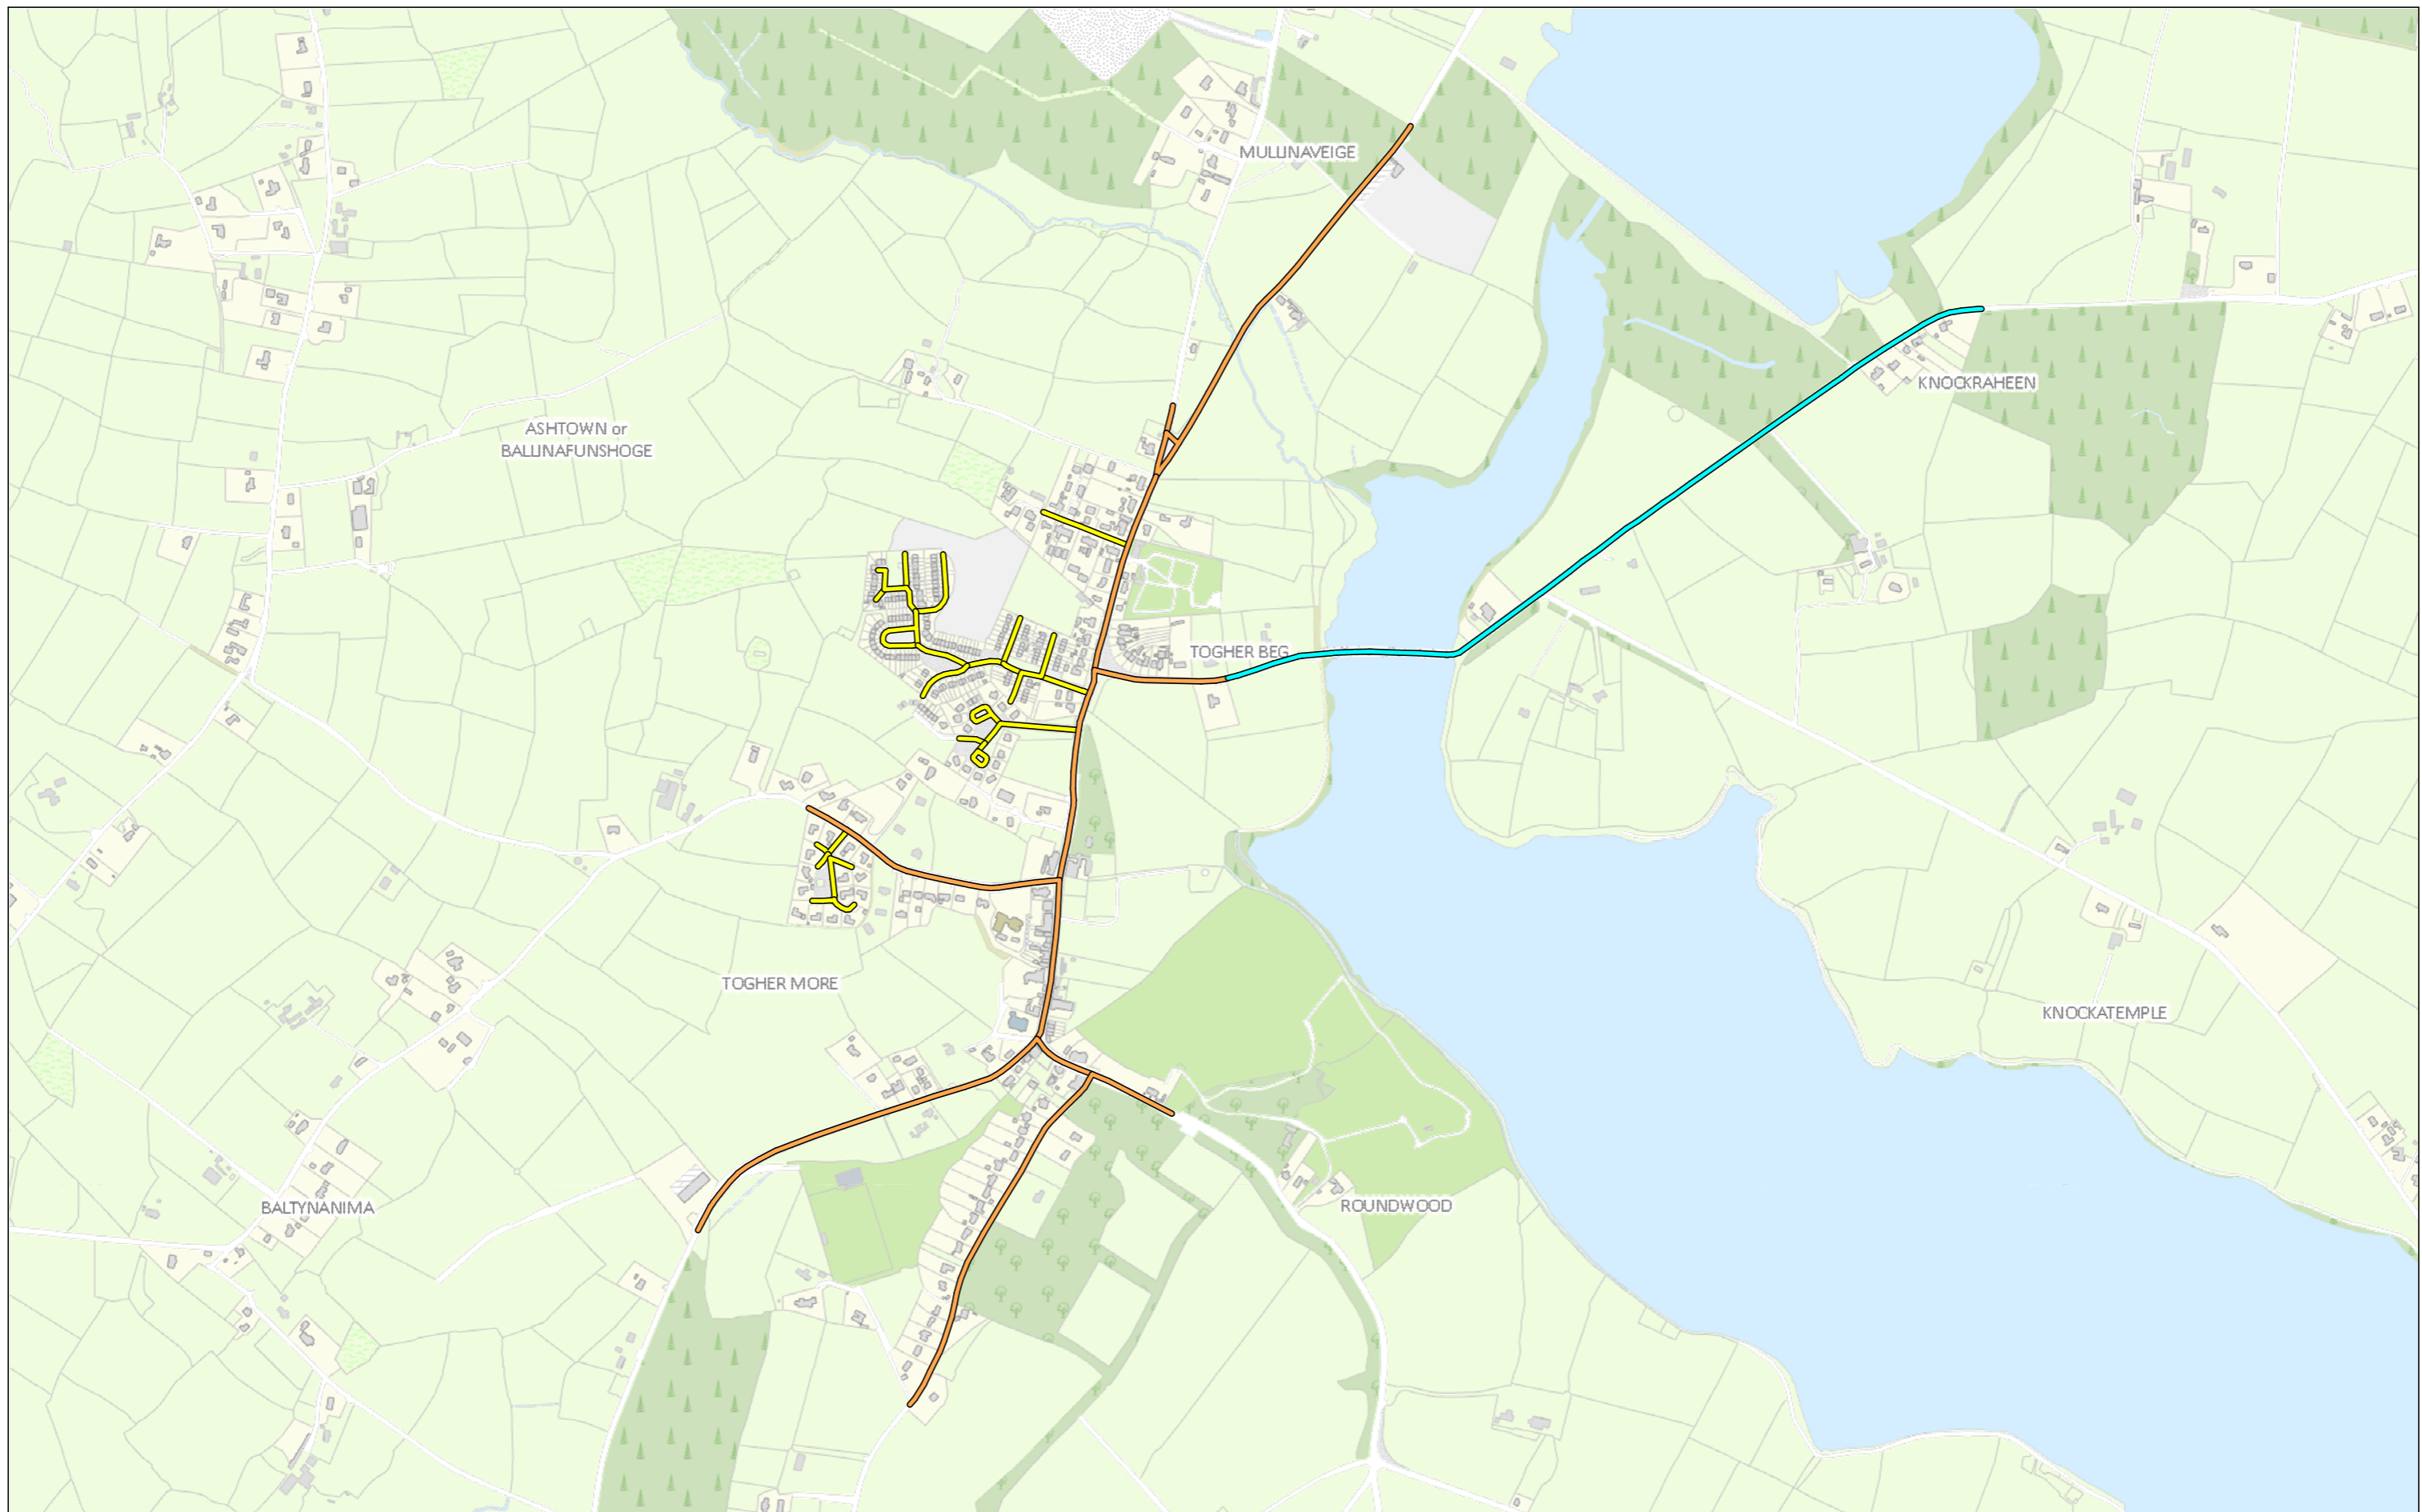 MULLINAVEIGE
KNOCKRAHEEN
ASHTOWN or
BALLINAFUNSHOGE
TOGHER BEG
TOGHER MORE
KNOCKATEMPLE
BALTYNANIMA
ROUNDWOOD